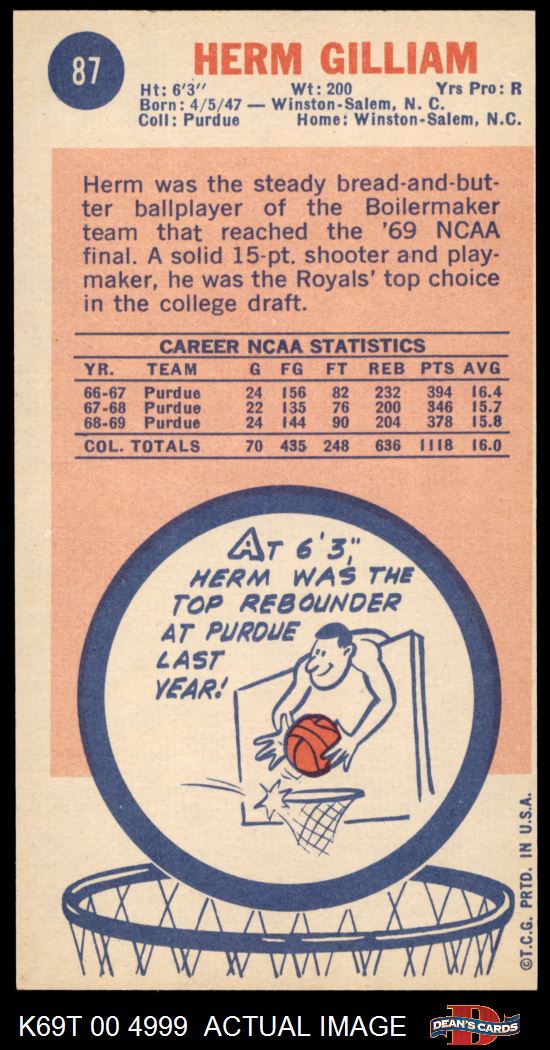 87
HERM GILLIAM
Ht: 6'3" Wt: 200 Yrs Pro: R
Born: 4/5/47 — Winston-Salem, N. C.
Coll: Purdue Home: Winston-Salem, N.C.
Herm was the steady bread-and-but-
ter ballplayer of the Boilermaker
team that reached the '69 NCAA
final. A solid 15-pt. shooter and play-
maker, he was the Royals' top choice
in the college draft.
CAREER NCAA STATISTICS
YR. TEAM G FG FT REB PTS AVG
66-67 Purdue 24 156 82 232 394 16.4
67-68 Purdue 22 135 76 200 346 15.7
68-69 Purdue 24 144 90 204 378 15.8
COL. TOTALS 70 435 248 636 1118 16.0
AT 6'3",
HERM WAS THE
TOP REBOUNDER
AT PURDUE
LAST
YEAR!
©T.C.G. PRTD. IN U.S.A.
K69T 00 4999 ACTUAL IMAGE
D
DEAN'S CARDS